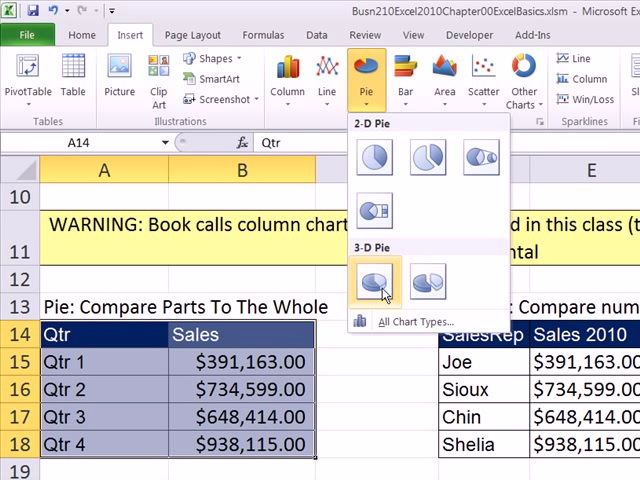 Busn210Excel2010Chapter00ExcelBasics.xlsm - Microsoft E
File Home Insert Page Layout Formulas Data Review View Developer Add-Ins
PivotTable Table Picture Clip Art Shapes SmartArt Screenshot Column Line Pie Bar Area Scatter Other Charts Line Column Win/Loss
Tables Illustrations Sparklines
A14 fx Qtr
2-D Pie
3-D Pie
All Chart Types...
A B E
10
11 WARNING: Book calls column chart d in this class (t
ntal
12
13 Pie: Compare Parts To The Whole : Compare num
14 Qtr Sales SalesRep Sales 2010
15 Qtr 1 $391,163.00 Joe $391,163.00
16 Qtr 2 $734,599.00 Sioux $734,599.00
17 Qtr 3 $648,414.00 Chin $648,414.00
18 Qtr 4 $938,115.00 Shelia $938,115.00
19